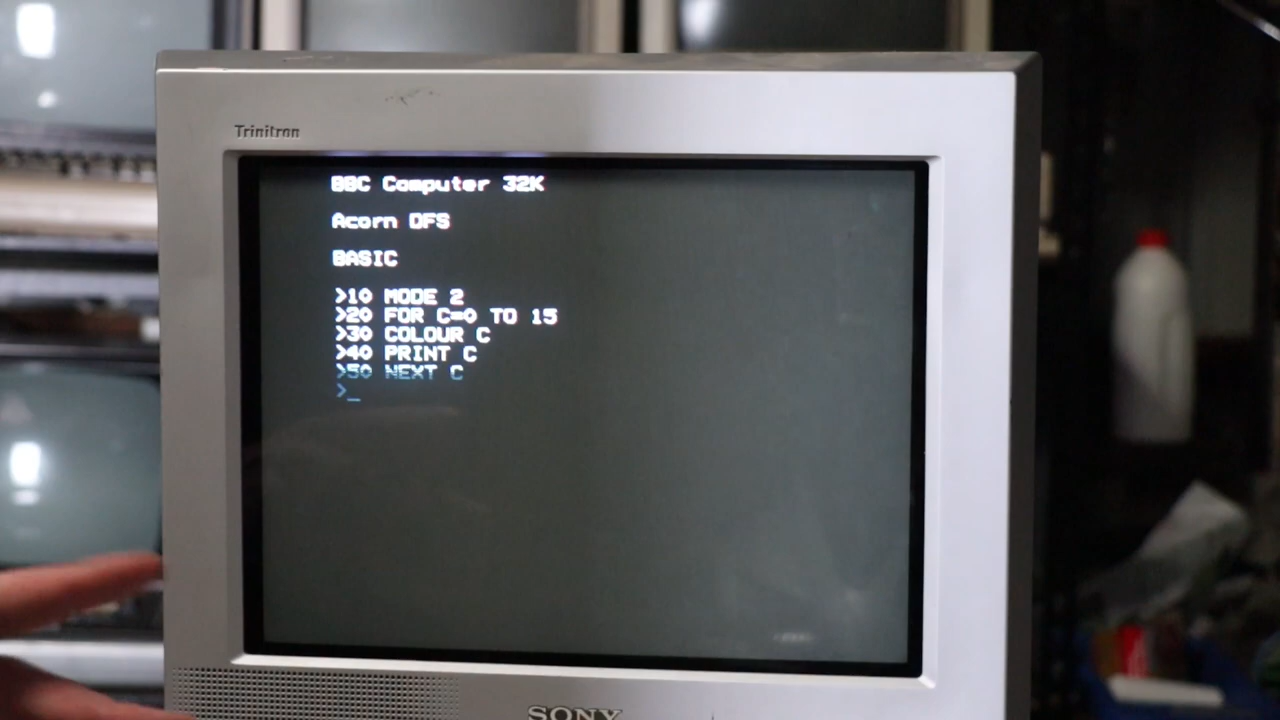 Trinitron
BBC Computer 32K
Acorn DFS
BASIC
>10 MODE 2
>20 FOR C=0 TO 15
>30 COLOUR C
>40 PRINT C
>50 NEXT C
>_
SONY